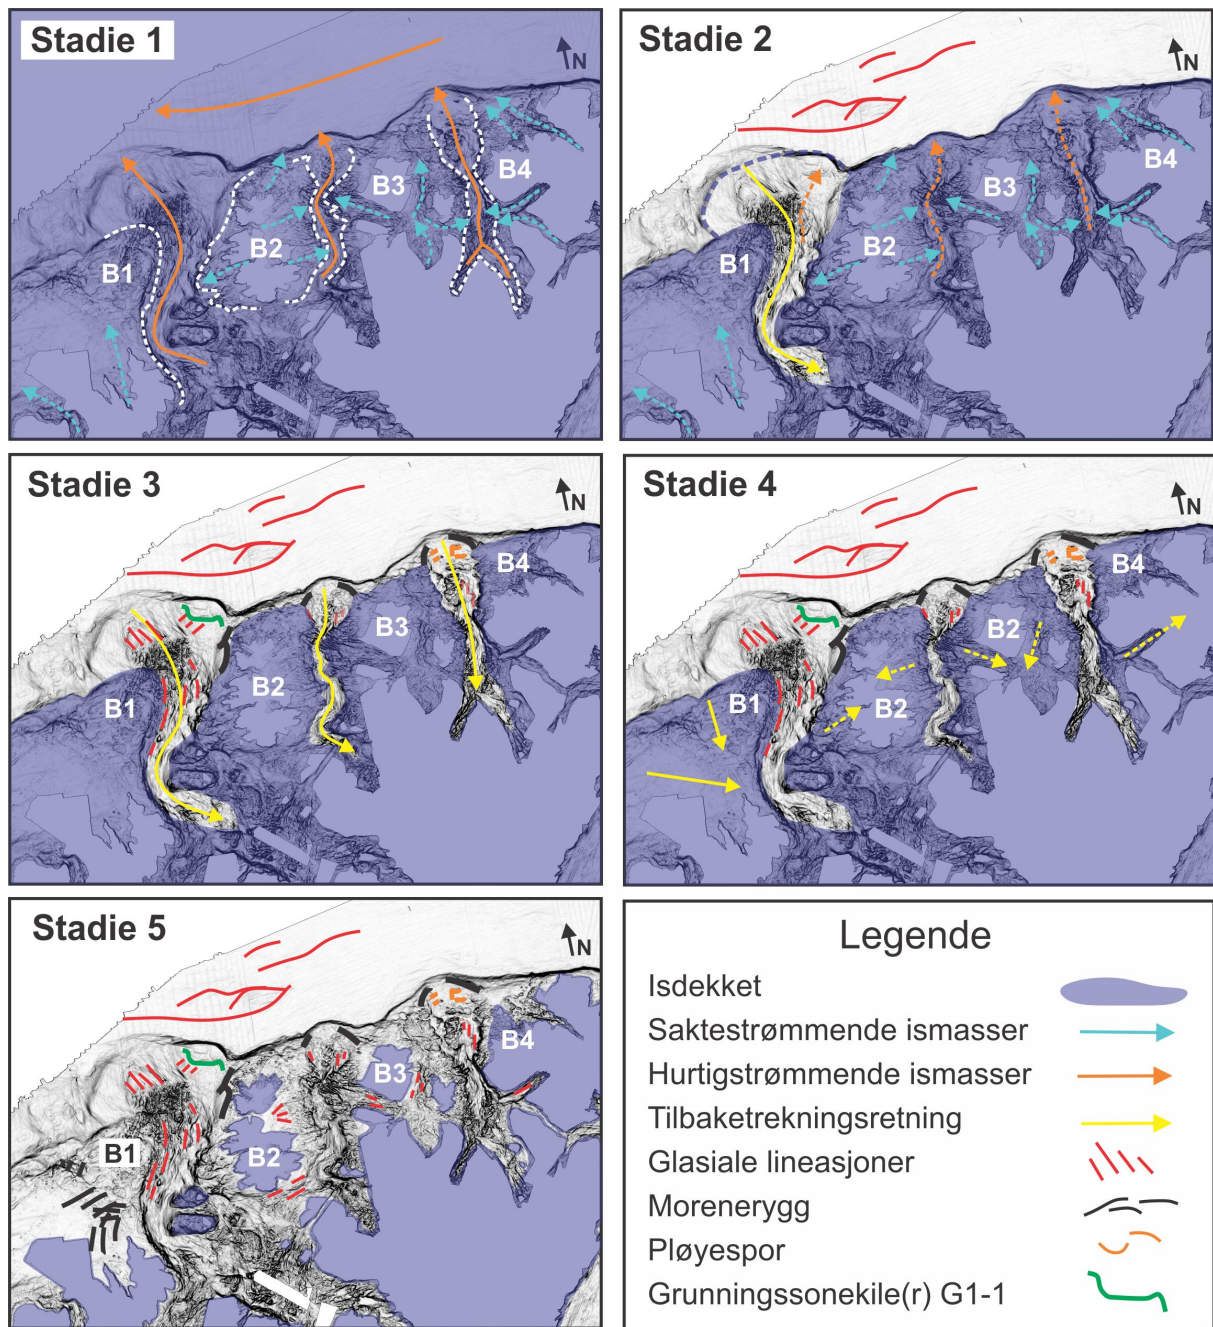 Stadie 1
N
B1
B2
B3
B4
Stadie 2
N
B1
B2
B3
B4
Stadie 3
N
B1
B2
B3
B4
Stadie 4
N
B1
B2
B2
B4
Stadie 5
N
B1
B2
B3
B4
Legende
Isdekket
Saktestrømmende ismasser
Hurtigstrømmende ismasser
Tilbaketrekningsretning
Glasiale lineasjoner
Morenerygg
Pløyespor
Grunningssonekile(r) G1-1